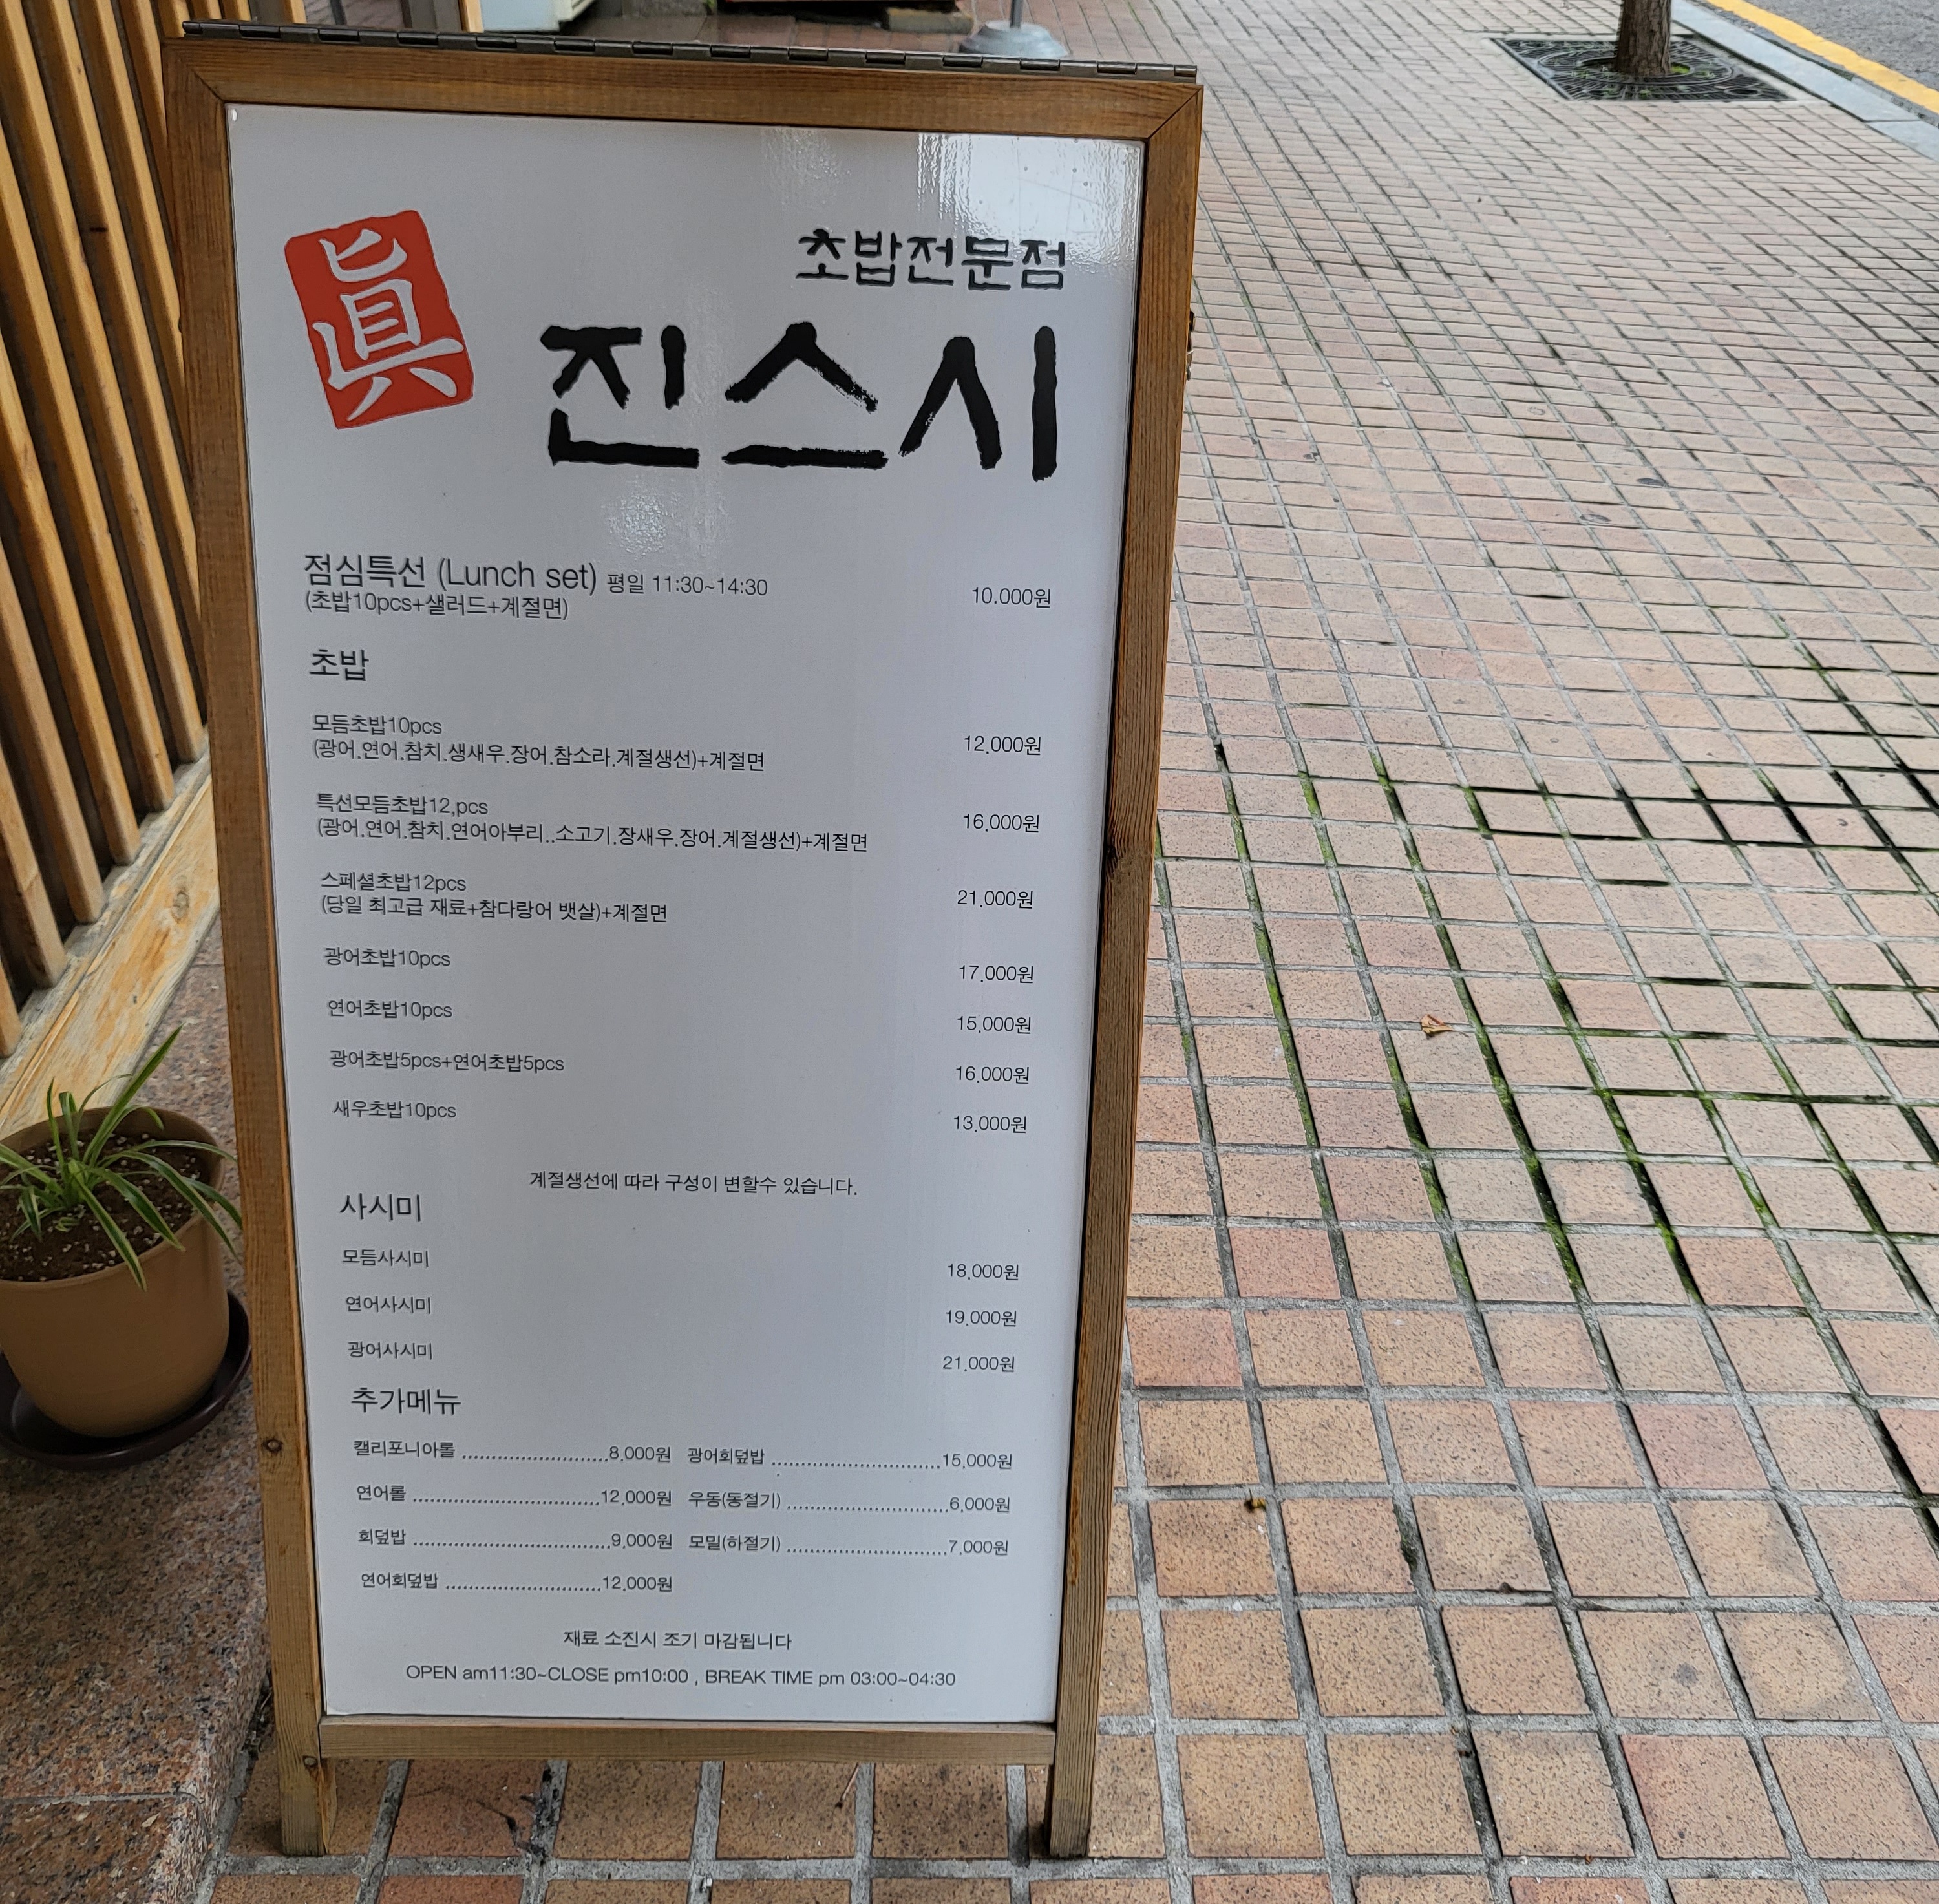 眞
초밥전문점
진스시
점심특선 (Lunch set) 평일 11:30~14:30 10.000원
(초밥10pcs+샐러드+계절면)
초밥
모듬초밥10pcs 12,000원
(광어.연어.참치.생새우.장어.참소라.계절생선)+계절면
특선모듬초밥12,pcs 16,000원
(광어.연어.참치.연어아부리..소고기.장새우.장어.계절생선)+계절면
스페셜초밥12pcs 21,000원
(당일 최고급 재료+참다랑어 뱃살)+계절면
광어초밥10pcs 17,000원
연어초밥10pcs 15,000원
광어초밥5pcs+연어초밥5pcs 16,000원
새우초밥10pcs 13,000원
계절생선에 따라 구성이 변할수 있습니다.
사시미
모듬사시미 18,000원
연어사시미 19,000원
광어사시미 21,000원
추가메뉴
캘리포니아롤 ..............................8,000원 광어회덮밥 ..................................15,000원
연어롤 ......................................12,000원 우동(동절기) .................................6,000원
회덮밥 ........................................9,000원 모밀(하절기) .................................7,000원
연어회덮밥 ................................12,000원
재료 소진시 조기 마감됩니다
OPEN am11:30~CLOSE pm10:00 , BREAK TIME pm 03:00~04:30